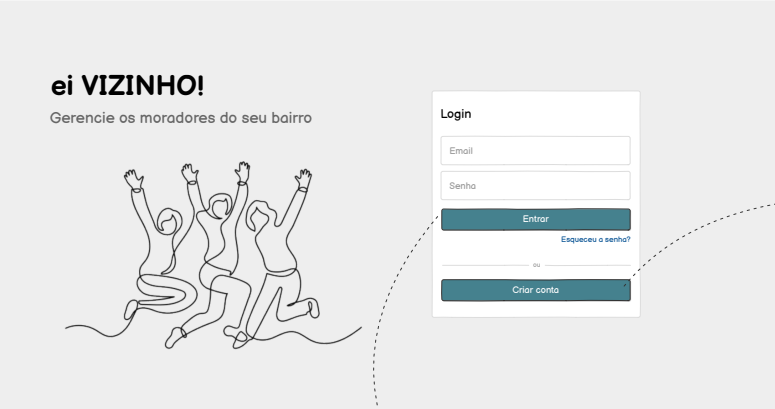 ei VIZINHO!
Gerencie os moradores do seu bairro
Login
Email
Senha
Entrar
Esqueceu a senha?
ou
Criar conta